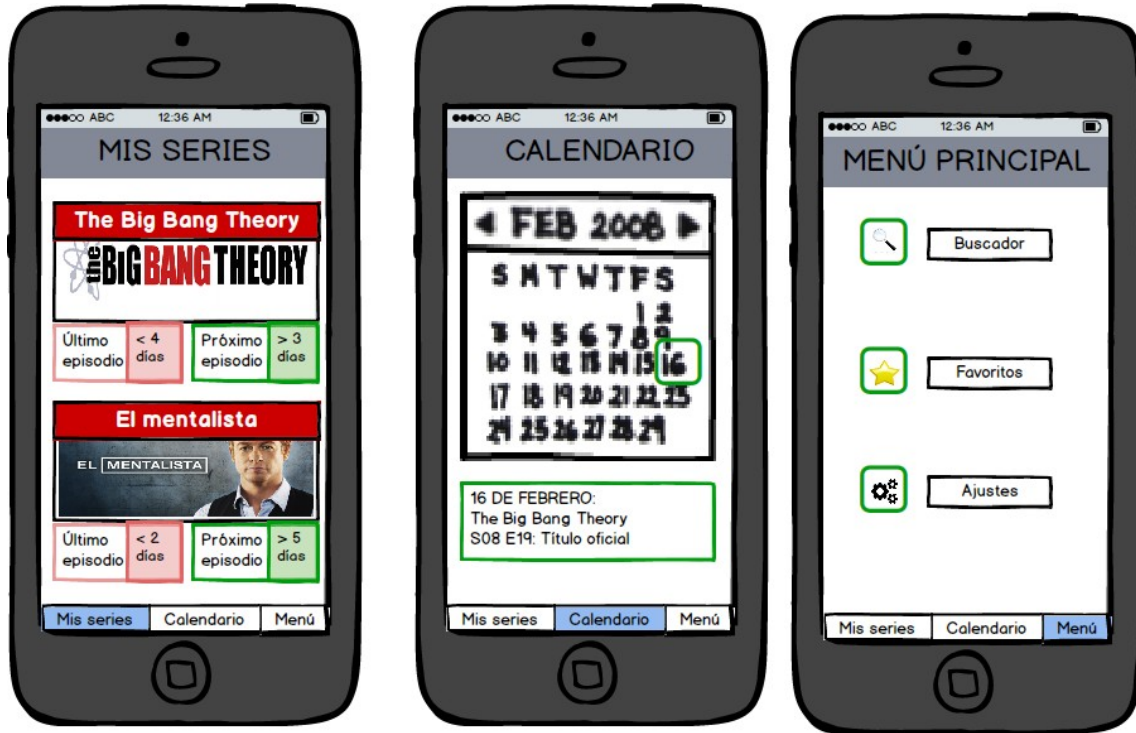 ABC 12:36 AM
MIS SERIES
The Big Bang Theory
the BIG BANG THEORY
Último episodio
< 4 días
Próximo episodio
> 3 días
El mentalista
EL MENTALISTA
Último episodio
< 2 días
Próximo episodio
> 5 días
Mis series Calendario Menú
ABC 12:36 AM
CALENDARIO
FEB 2008
S M T W T F S
1 2
3 4 5 6 7 8 9
10 11 12 13 14 15 16
17 18 19 20 21 22 23
24 25 26 27 28 29
16 DE FEBRERO:
The Big Bang Theory
S08 E19: Título oficial
Mis series Calendario Menú
ABC 12:36 AM
MENÚ PRINCIPAL
Buscador
Favoritos
Ajustes
Mis series Calendario Menú